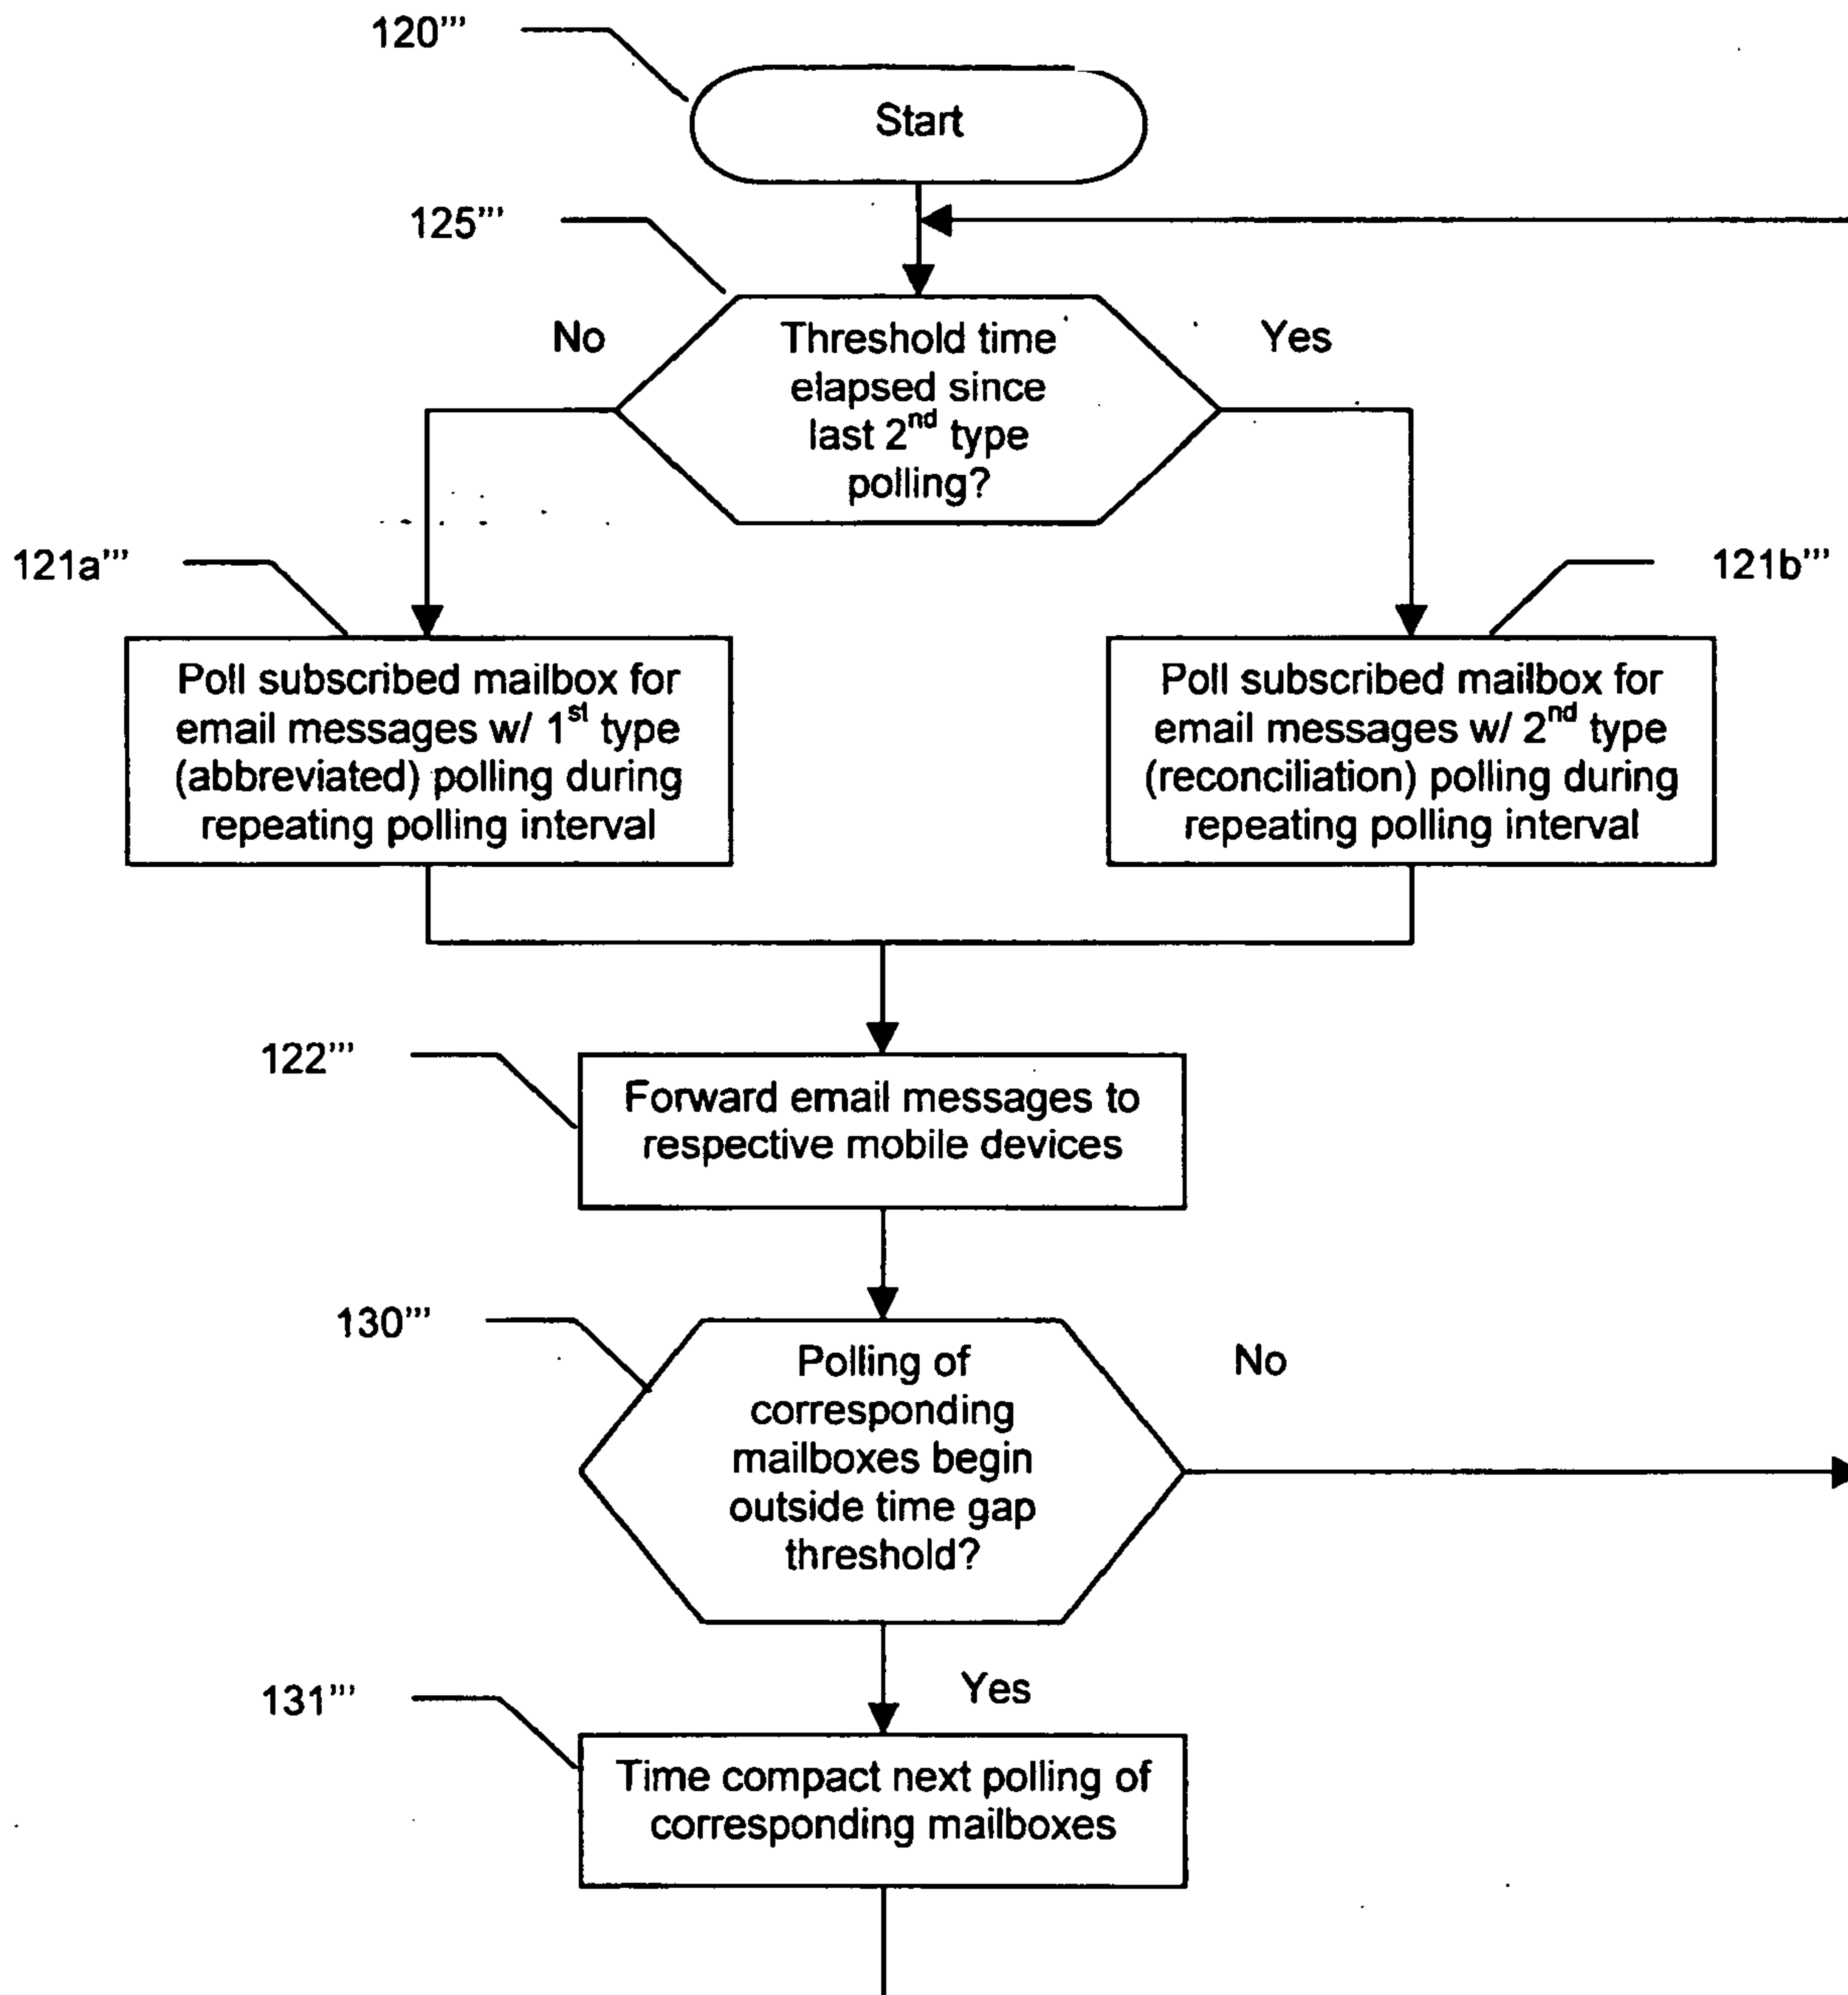 120'''
Start
125'''
No
Threshold time
elapsed since
last 2nd type
polling?
Yes
121a'''
121b'''
Poll subscribed mailbox for
email messages w/ 1st type
(abbreviated) polling during
repeating polling interval
Poll subscribed mailbox for
email messages w/ 2nd type
(reconciliation) polling during
repeating polling interval
122'''
Forward email messages to
respective mobile devices
130'''
Polling of
corresponding
mailboxes begin
outside time gap
threshold?
No
Yes
131'''
Time compact next polling of
corresponding mailboxes